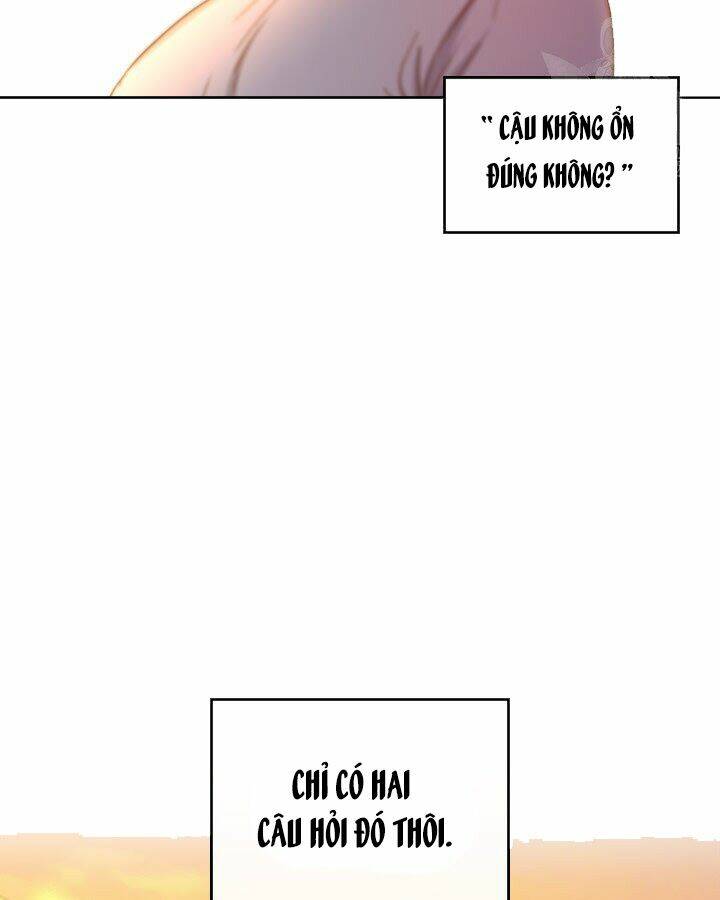 “ CẬU KHÔNG ỔN
ĐÚNG KHÔNG? ”
CHỈ CÓ HAI
CÂU HỎI ĐÓ THÔI.